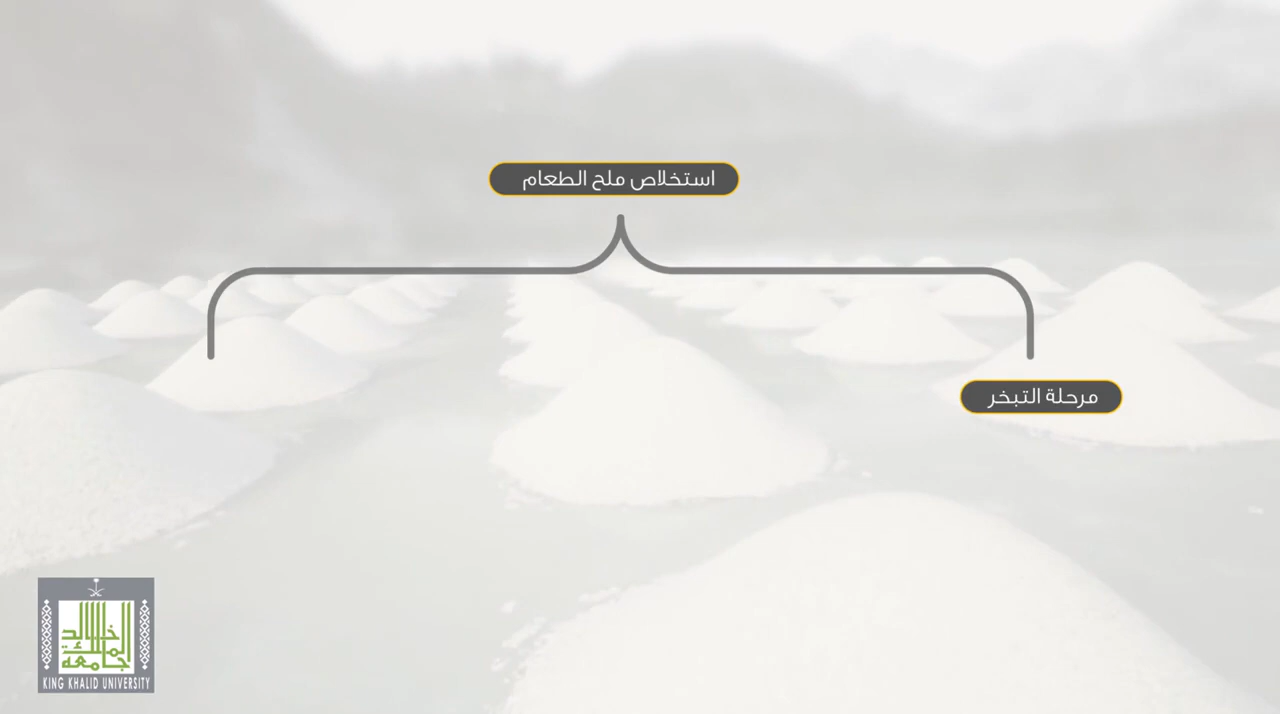 استخلاص ملح الطعام
مرحلة التبخر
جامعة
الملك
خالد
KING KHALID UNIVERSITY